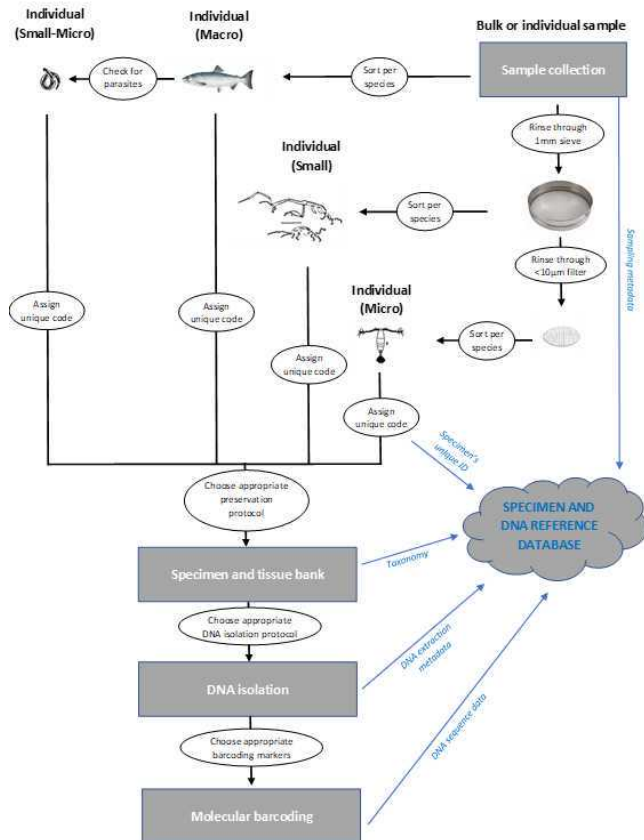 Individual
(Small-Micro)
Individual
(Macro)
Bulk or individual sample
Check for
parasites
Sort per
species
Sample collection
Rinse through
1mm sieve
Individual
(Small)
Sort per
species
Sampling metadata
Rinse through
<10µm filter
Individual
(Micro)
Assign
unique code
Assign
unique code
Sort per
species
Assign
unique code
Assign
unique code
Specimen's
unique ID
Choose appropriate
preservation
protocol
SPECIMEN AND
DNA REFERENCE
DATABASE
Specimen and tissue bank
Taxonomy
Choose appropriate
DNA isolation protocol
DNA extraction
metadata
DNA isolation
DNA sequence data
Choose appropriate
barcoding markers
Molecular barcoding